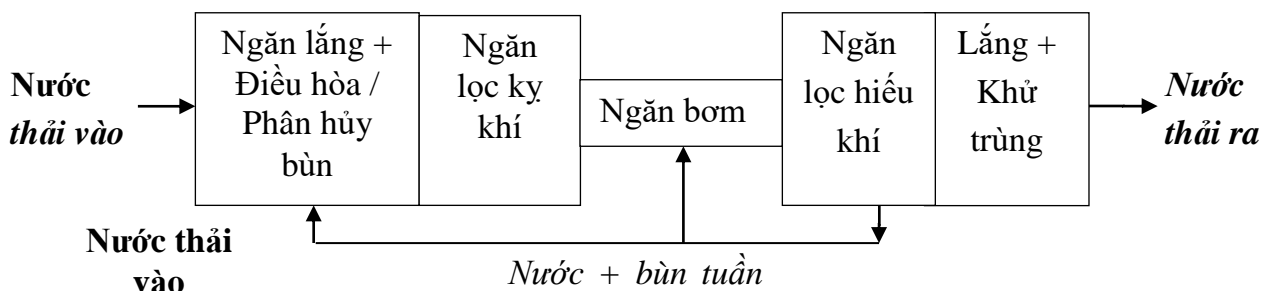 Nước
thải vào
Ngăn lắng +
Điều hòa /
Phân hủy
bùn
Ngăn
lọc kỵ
khí
Ngăn bơm
Ngăn
lọc hiếu
khí
Lắng +
Khử
trùng
Nước
thải ra
Nước thải
vào
Nước + bùn tuần